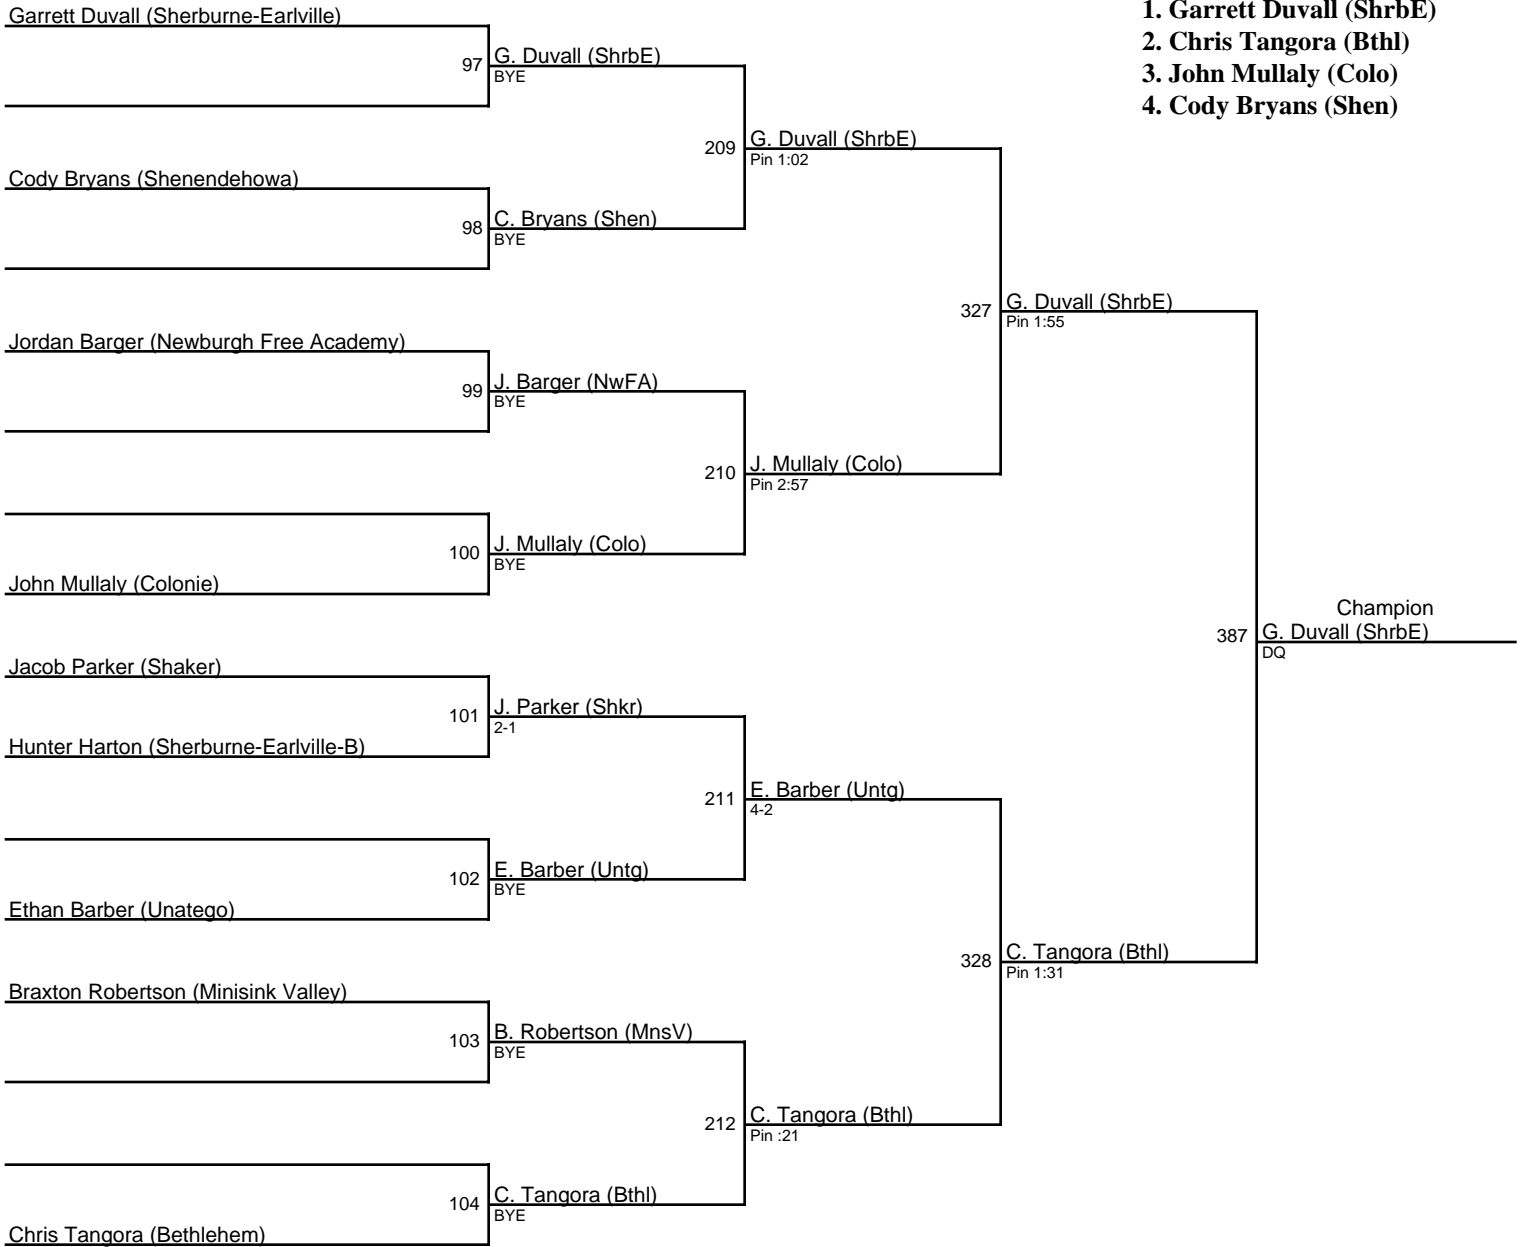 1. Garrett Duvall (ShrbE)
2. Chris Tangora (Bthl)
3. John Mullaly (Colo)
4. Cody Bryans (Shen)
Garrett Duvall (Sherburne-Earlville)
97
G. Duvall (ShrbE)
BYE
209
G. Duvall (ShrbE)
Pin 1:02
Cody Bryans (Shenendehowa)
98
C. Bryans (Shen)
BYE
327
G. Duvall (ShrbE)
Pin 1:55
Jordan Barger (Newburgh Free Academy)
99
J. Barger (NwFA)
BYE
210
J. Mullaly (Colo)
Pin 2:57
100
J. Mullaly (Colo)
BYE
John Mullaly (Colonie)
Champion
387
G. Duvall (ShrbE)
DQ
Jacob Parker (Shaker)
101
J. Parker (Shkr)
2-1
Hunter Harton (Sherburne-Earlville-B)
211
E. Barber (Untg)
4-2
102
E. Barber (Untg)
BYE
Ethan Barber (Unatego)
328
C. Tangora (Bthl)
Pin 1:31
Braxton Robertson (Minisink Valley)
103
B. Robertson (MnsV)
BYE
212
C. Tangora (Bthl)
Pin :21
104
C. Tangora (Bthl)
BYE
Chris Tangora (Bethlehem)